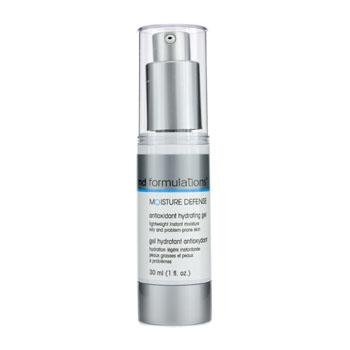 md formulations
MOISTURE DEFENSE
antioxidant hydrating gel
lightweight instant moisture
oily and problem-prone skin
gel hydratant antioxydant
hydratation légère instantanée
peaux grasses et peaux
à problèmes
30 ml (1 fl. oz.)